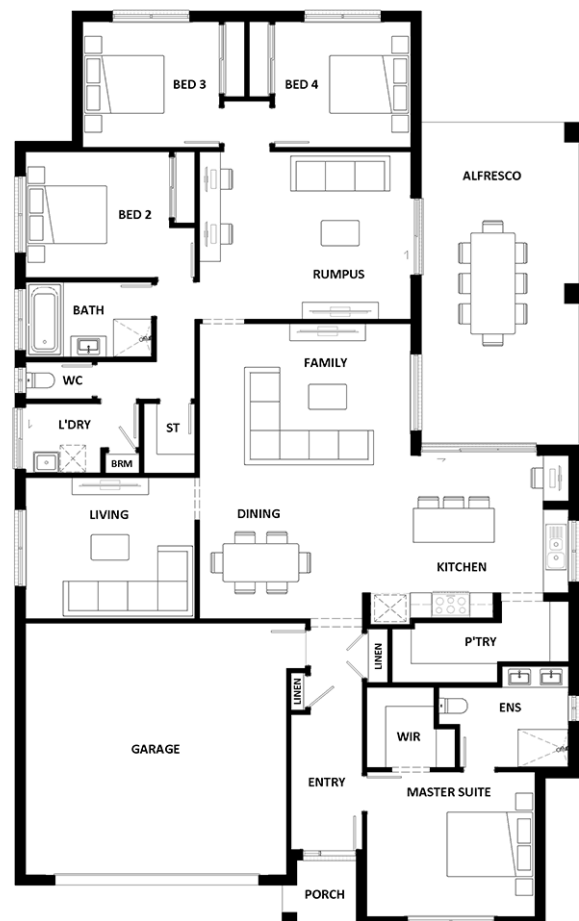 BED 3
BED 4
ALFRESCO
BED 2
RUMPUS
BATH
FAMILY
WC
L'DRY
ST
BRM
LIVING
DINING
KITCHEN
P'TRY
LINEN
LINEN
ENS
WIR
GARAGE
ENTRY
MASTER SUITE
PORCH